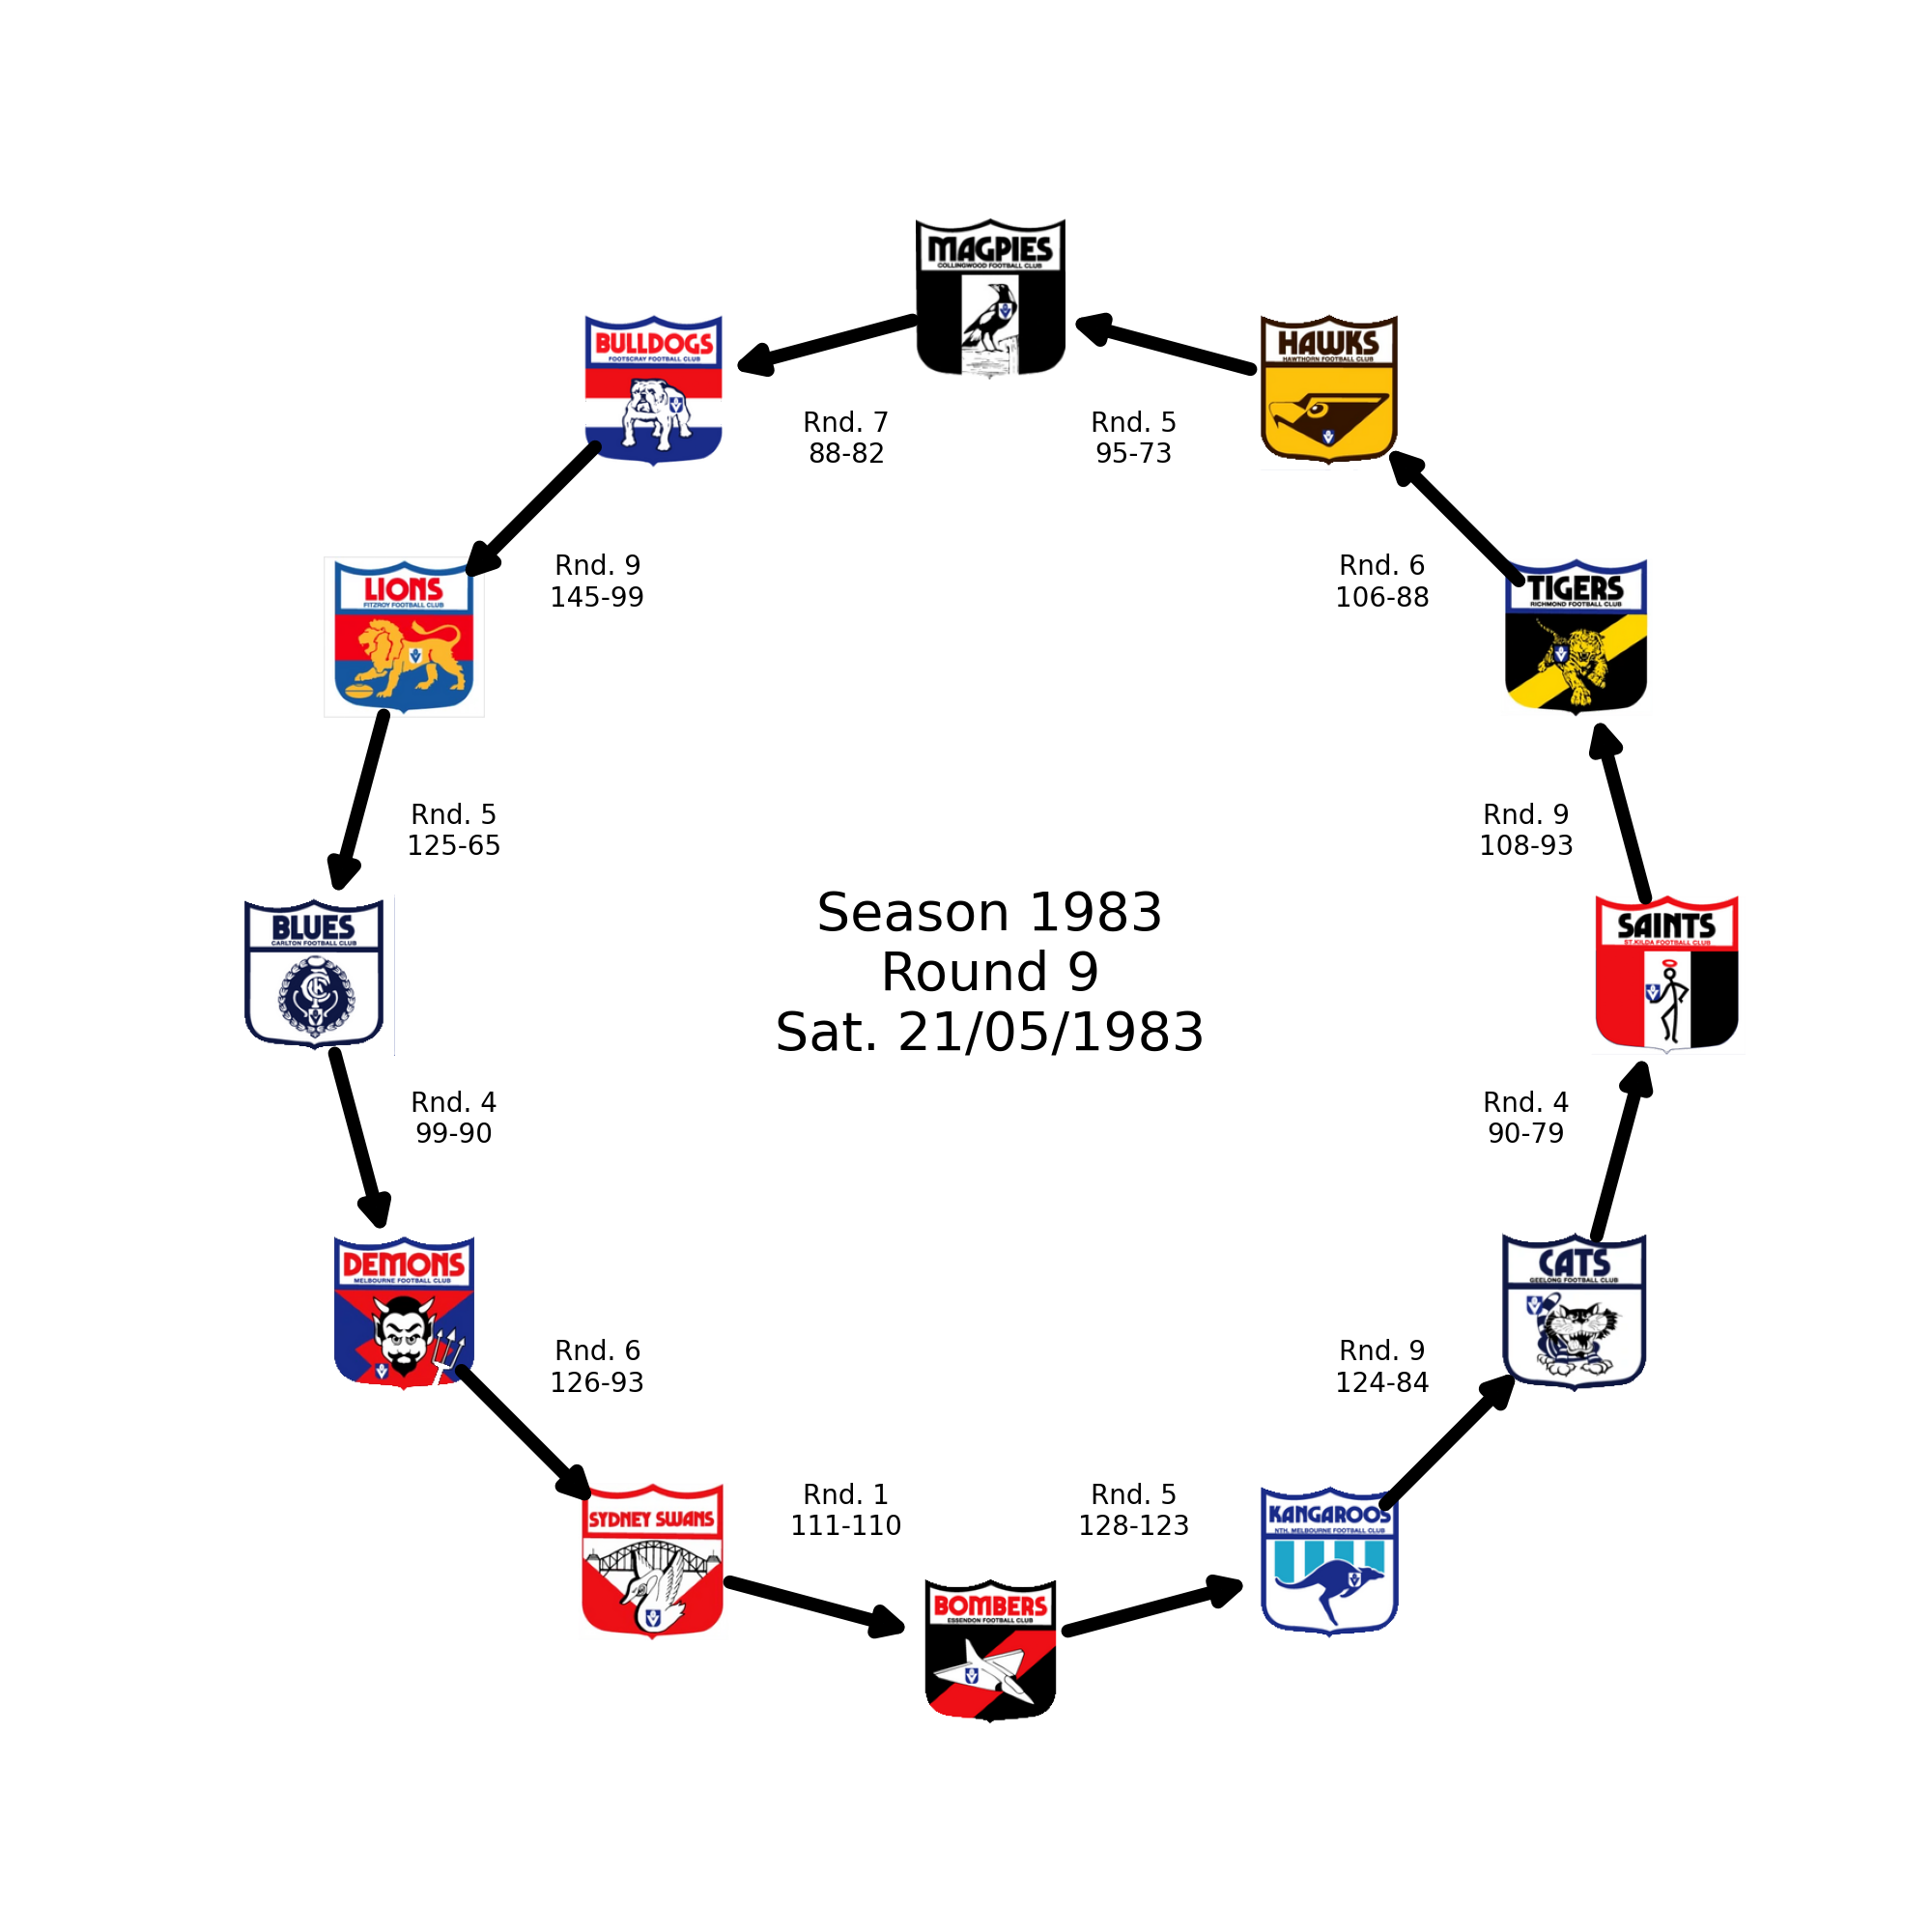 MAGPIES
COLLINGWOOD FOOTBALL CLUB
BULLDOGS
FOOTSCRAY FOOTBALL CLUB
HAWKS
HAWTHORN FOOTBALL CLUB
Rnd. 7
88-82
Rnd. 5
95-73
LIONS
FITZROY FOOTBALL CLUB
Rnd. 9
145-99
Rnd. 6
106-88
TIGERS
RICHMOND FOOTBALL CLUB
Rnd. 5
125-65
Rnd. 9
108-93
BLUES
CARLTON FOOTBALL CLUB
Season 1983
Round 9
Sat. 21/05/1983
SAINTS
ST.KILDA FOOTBALL CLUB
Rnd. 4
99-90
Rnd. 4
90-79
DEMONS
MELBOURNE FOOTBALL CLUB
CATS
GEELONG FOOTBALL CLUB
Rnd. 6
126-93
Rnd. 9
124-84
SYDNEY SWANS
Rnd. 1
111-110
Rnd. 5
128-123
KANGAROOS
NTH. MELBOURNE FOOTBALL CLUB
BOMBERS
ESSENDON FOOTBALL CLUB